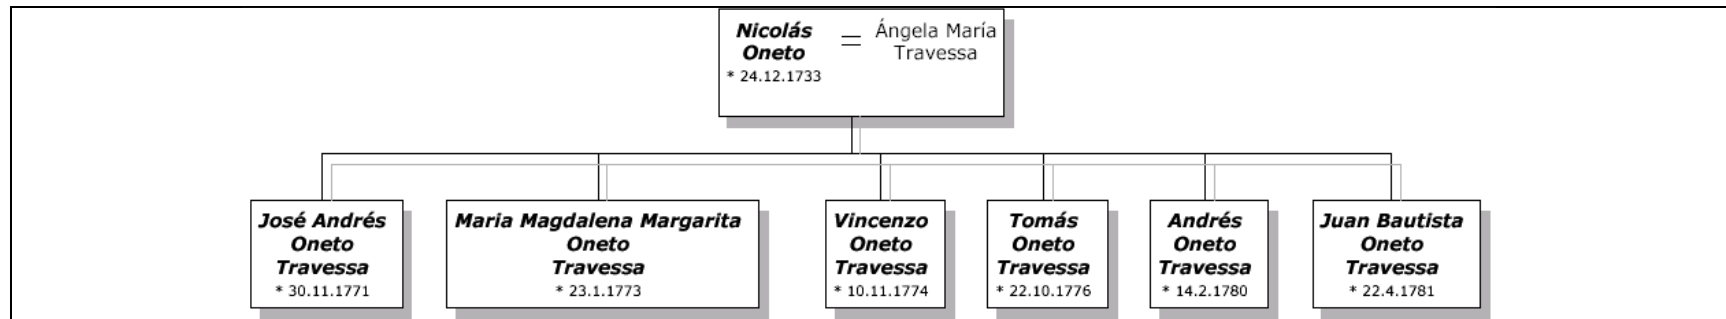 Nicolás
Oneto
* 24.12.1733
=
Ángela María
Travessa
José Andrés
Oneto
Travessa
* 30.11.1771
Maria Magdalena Margarita
Oneto
Travessa
* 23.1.1773
Vincenzo
Oneto
Travessa
* 10.11.1774
Tomás
Oneto
Travessa
* 22.10.1776
Andrés
Oneto
Travessa
* 14.2.1780
Juan Bautista
Oneto
Travessa
* 22.4.1781